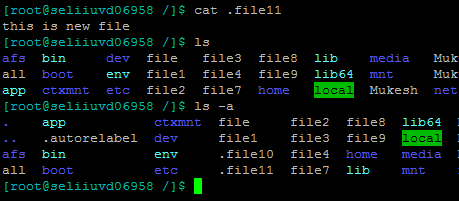 [root@seliiuvd06958 /]$ cat .file11
this is new file
[root@seliiuvd06958 /]$ ls
afs bin dev file file3 file8 lib media
all boot env file1 file4 file9 lib64 mnt
app ctxmnt etc file2 file7 home local Mukesh net
[root@seliiuvd06958 /]$ ls -a
. app ctxmnt file file2 file8 lib64
.. .autorelabel dev file1 file3 file9 local
afs bin env .file10 file4 home media
all boot etc .file11 file7 lib mnt
[root@seliiuvd06958 /]$